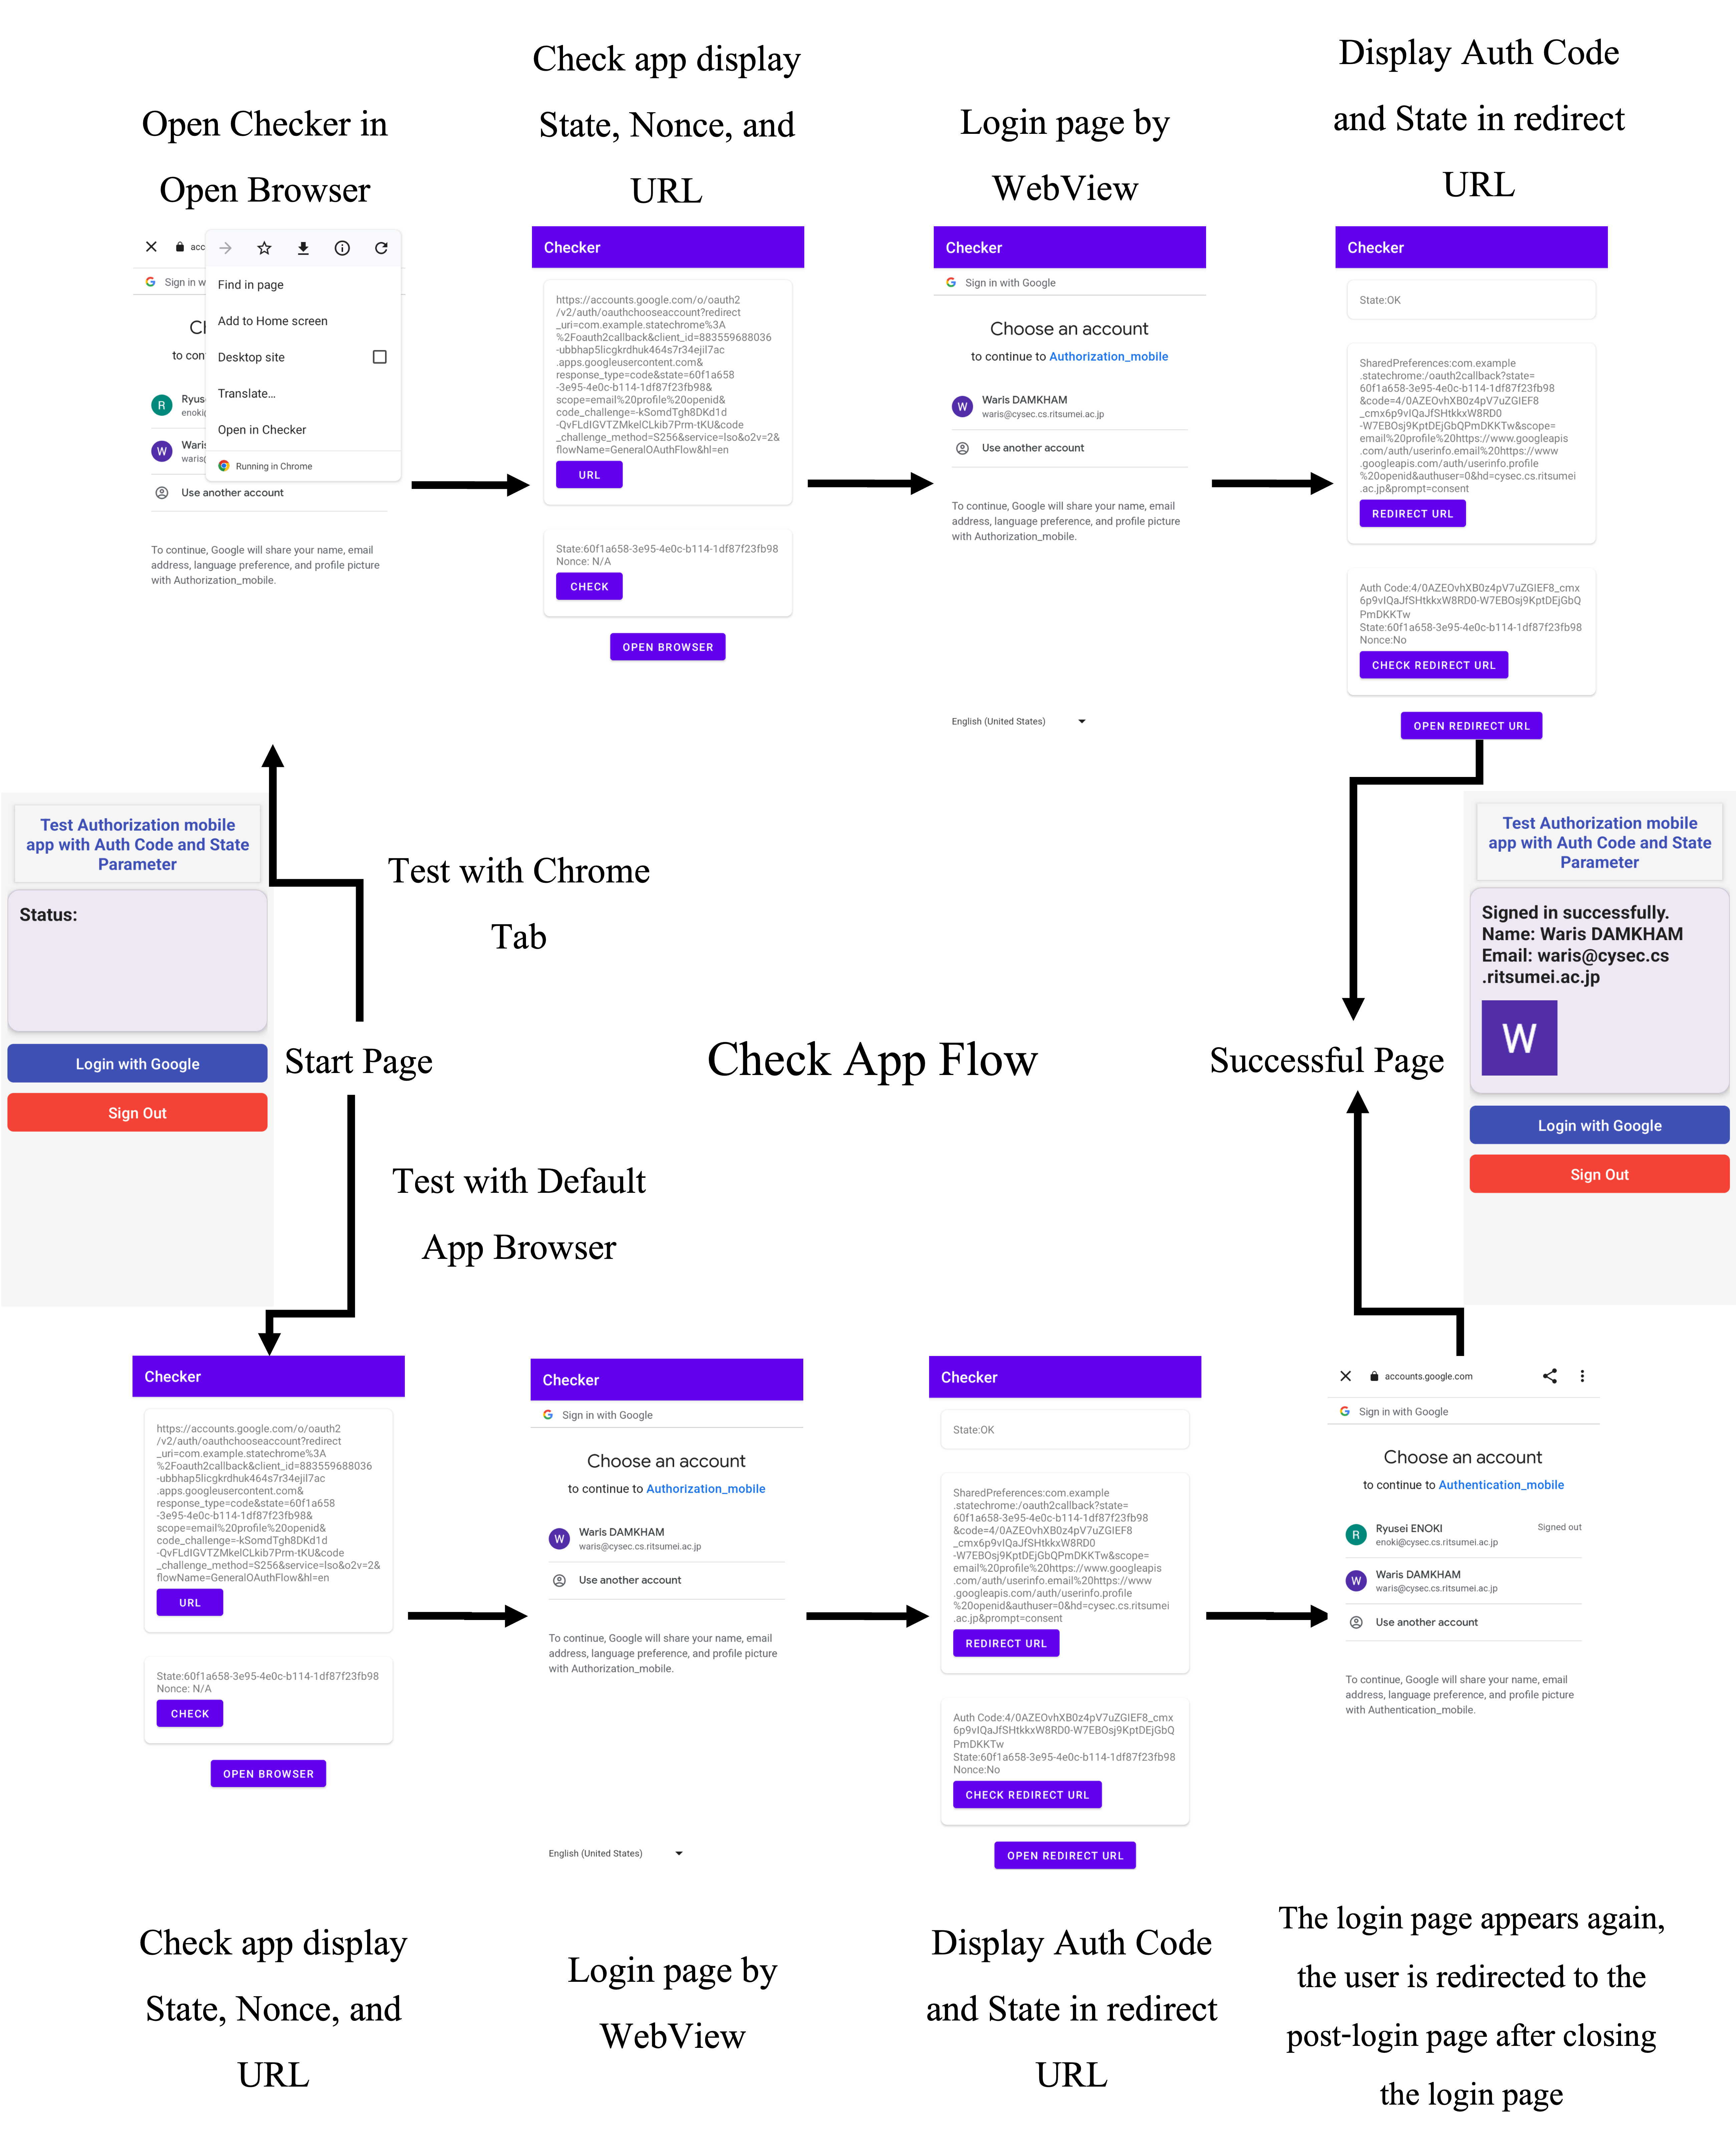 Open Checker in
Open Browser
Check app display
State, Nonce, and
URL
Login page by
WebView
Display Auth Code
and State in redirect
URL
acc
Sign in w
to con
Ryus
enoki
Waris
waris
Use another account
To continue, Google will share your name, email
address, language preference, and profile picture
with Authorization_mobile.
Find in page
Add to Home screen
Desktop site
Translate...
Open in Checker
Running in Chrome
Checker
https://accounts.google.com/o/oauth2
/v2/auth/oauthchooseaccount?redirect
_uri=com.example.statechrome%3A
%2Foauth2callback&client_id=883559688036
-ubbhap5licgkrdhuk464s7r34ejil7ac
.apps.googleusercontent.com&
response_type=code&state=60f1a658
-3e95-4e0c-b114-1df87f23fb98&
scope=email%20profile%20openid&
code_challenge=-kSomdTgh8DKd1d
-QvFLdIGVTZMkelCLkib7Prm-tKU&code
_challenge_method=S256&service=lso&o2v=2&
flowName=GeneralOAuthFlow&hl=en
URL
State:60f1a658-3e95-4e0c-b114-1df87f23fb98
Nonce: N/A
CHECK
OPEN BROWSER
Checker
Sign in with Google
Choose an account
to continue to Authorization_mobile
W
Waris DAMKHAM
waris@cysec.cs.ritsumei.ac.jp
Use another account
To continue, Google will share your name, email
address, language preference, and profile picture
with Authorization_mobile.
English (United States)
Checker
State:OK
SharedPreferences:com.example
.statechrome:/oauth2callback?state=
60f1a658-3e95-4e0c-b114-1df87f23fb98
&code=4/0AZEOvhXB0z4pV7uZGIEF8
_cmx6p9vIQaJfSHtkkxW8RD0
-W7EBOsj9KptDEjGbQPmDKKTw&scope=
email%20profile%20https://www.googleapis
.com/auth/userinfo.email%20https://www
.googleapis.com/auth/userinfo.profile
%20openid&authuser=0&hd=cysec.cs.ritsumei
.ac.jp&prompt=consent
REDIRECT URL
Auth Code:4/0AZEOvhXB0z4pV7uZGIEF8_cmx
6p9vIQaJfSHtkkxW8RD0-W7EBOsj9KptDEjGbQ
PmDKKTw
State:60f1a658-3e95-4e0c-b114-1df87f23fb98
Nonce:No
CHECK REDIRECT URL
OPEN REDIRECT URL
Test Authorization mobile
app with Auth Code and State
Parameter
Status:
Login with Google
Sign Out
Test with Chrome
Tab
Start Page
Check App Flow
Test with Default
App Browser
Successful Page
Test Authorization mobile
app with Auth Code and State
Parameter
Signed in successfully.
Name: Waris DAMKHAM
Email: waris@cysec.cs
.ritsumei.ac.jp
W
Login with Google
Sign Out
Checker
https://accounts.google.com/o/oauth2
/v2/auth/oauthchooseaccount?redirect
_uri=com.example.statechrome%3A
%2Foauth2callback&client_id=883559688036
-ubbhap5licgkrdhuk464s7r34ejil7ac
.apps.googleusercontent.com&
response_type=code&state=60f1a658
-3e95-4e0c-b114-1df87f23fb98&
scope=email%20profile%20openid&
code_challenge=-kSomdTgh8DKd1d
-QvFLdIGVTZMkelCLkib7Prm-tKU&code
_challenge_method=S256&service=lso&o2v=2&
flowName=GeneralOAuthFlow&hl=en
URL
State:60f1a658-3e95-4e0c-b114-1df87f23fb98
Nonce: N/A
CHECK
OPEN BROWSER
Checker
Sign in with Google
Choose an account
to continue to Authorization_mobile
W
Waris DAMKHAM
waris@cysec.cs.ritsumei.ac.jp
Use another account
To continue, Google will share your name, email
address, language preference, and profile picture
with Authorization_mobile.
English (United States)
Checker
State:OK
SharedPreferences:com.example
.statechrome:/oauth2callback?state=
60f1a658-3e95-4e0c-b114-1df87f23fb98
&code=4/0AZEOvhXB0z4pV7uZGIEF8
_cmx6p9vIQaJfSHtkkxW8RD0
-W7EBOsj9KptDEjGbQPmDKKTw&scope=
email%20profile%20https://www.googleapis
.com/auth/userinfo.email%20https://www
.googleapis.com/auth/userinfo.profile
%20openid&authuser=0&hd=cysec.cs.ritsumei
.ac.jp&prompt=consent
REDIRECT URL
Auth Code:4/0AZEOvhXB0z4pV7uZGIEF8_cmx
6p9vIQaJfSHtkkxW8RD0-W7EBOsj9KptDEjGbQ
PmDKKTw
State:60f1a658-3e95-4e0c-b114-1df87f23fb98
Nonce:No
CHECK REDIRECT URL
OPEN REDIRECT URL
accounts.google.com
Sign in with Google
Choose an account
to continue to Authentication_mobile
R
Ryusei ENOKI
Signed out
enoki@cysec.cs.ritsumei.ac.jp
W
Waris DAMKHAM
waris@cysec.cs.ritsumei.ac.jp
Use another account
To continue, Google will share your name, email
address, language preference, and profile picture
with Authentication_mobile.
Check app display
State, Nonce, and
URL
Login page by
WebView
Display Auth Code
and State in redirect
URL
The login page appears again,
the user is redirected to the
post-login page after closing
the login page